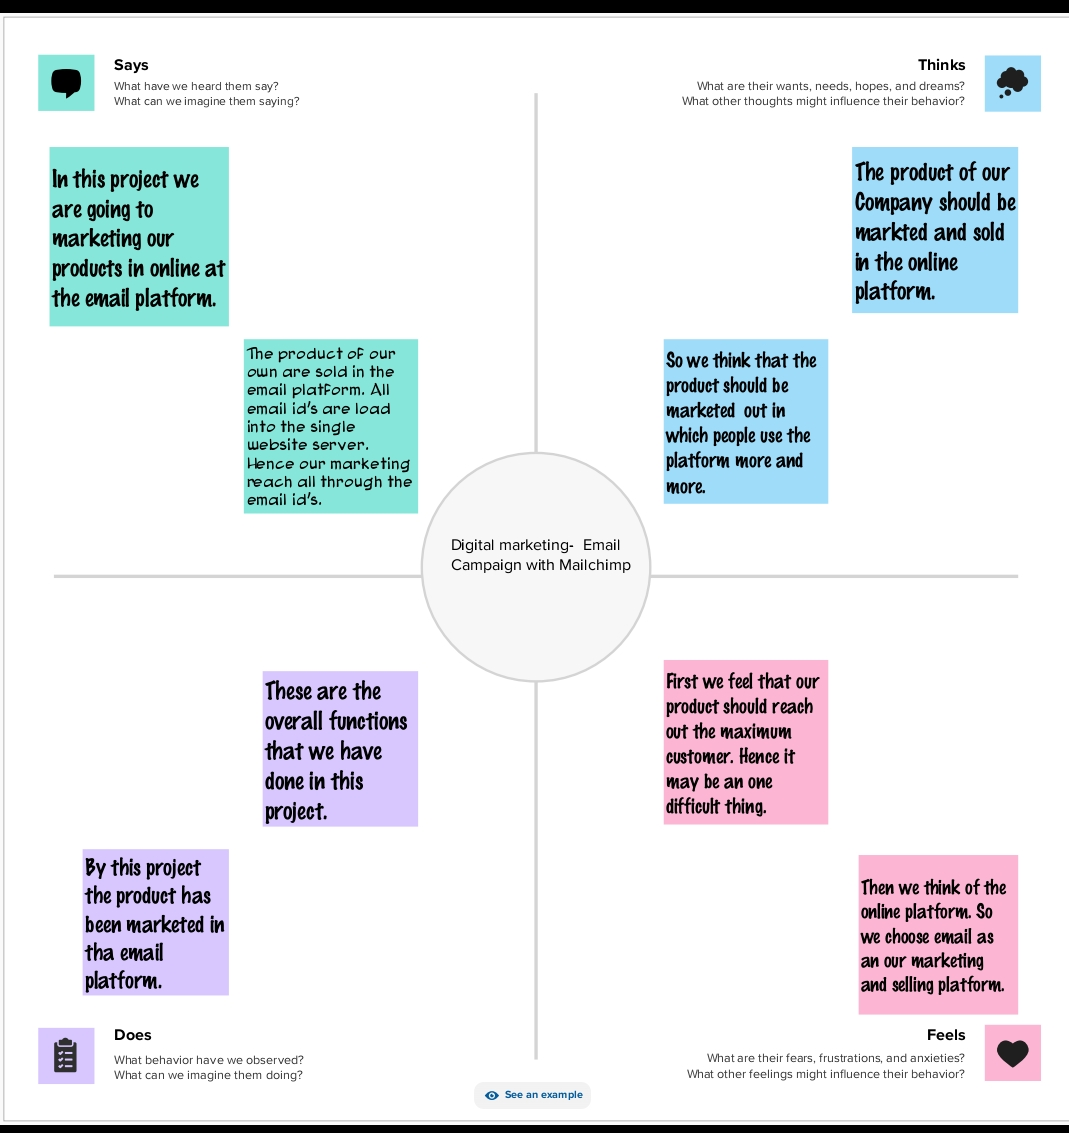 Says
What have we heard them say?
What can we imagine them saying?
Thinks
What are their wants, needs, hopes, and dreams?
What other thoughts might influence their behavior?
In this project we
are going to
marketing our
products in online at
the email platform.
The product of our
Company should be
markted and sold
in the online
platform.
The product of our
own are sold in the
email platform. All
email id's are load
into the single
website server.
Hence our marketing
reach all through the
email id's.
So we think that the
product should be
marketed out in
which people use the
platform more and
more.
Digital marketing- Email
Campaign with Mailchimp
These are the
overall functions
that we have
done in this
project.
First we feel that our
product should reach
out the maximum
customer. Hence it
may be an one
difficult thing.
By this project
the product has
been marketed in
tha email
platform.
Then we think of the
online platform. So
we choose email as
an our marketing
and selling platform.
Does
What behavior have we observed?
What can we imagine them doing?
Feels
What are their fears, frustrations, and anxieties?
What other feelings might influence their behavior?
See an example